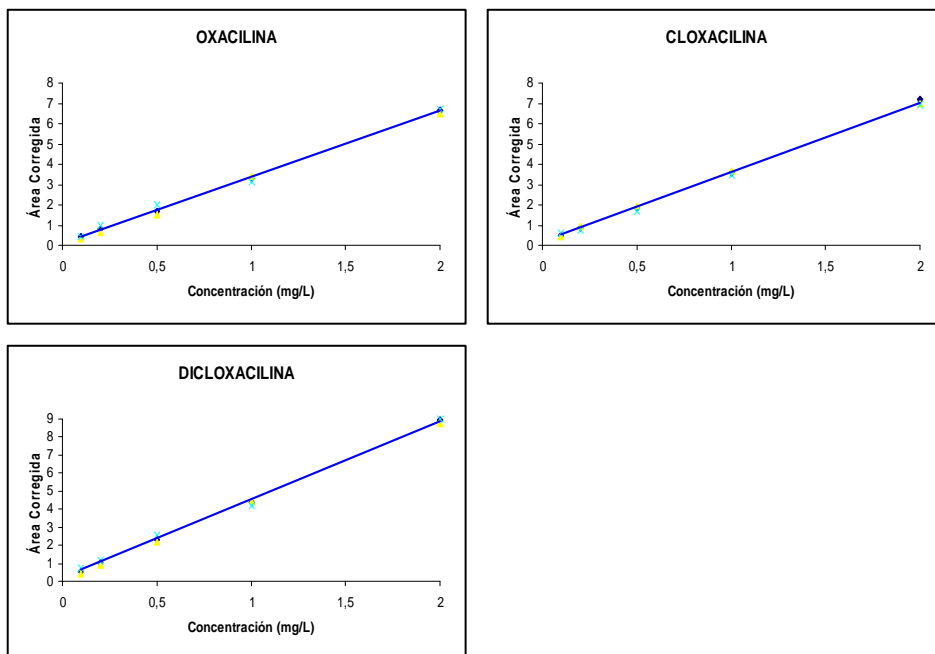 OXACILINA
8
7
6
5
4
3
2
1
0
Área Corregida
0 0,5 1 1,5 2
Concentración (mg/L)
CLOXACILINA
8
7
6
5
4
3
2
1
0
Área Corregida
0 0,5 1 1,5 2
Concentración (mg/L)
DICLOXACILINA
9
8
7
6
5
4
3
2
1
0
Área Corregida
0 0,5 1 1,5 2
Concentración (mg/L)